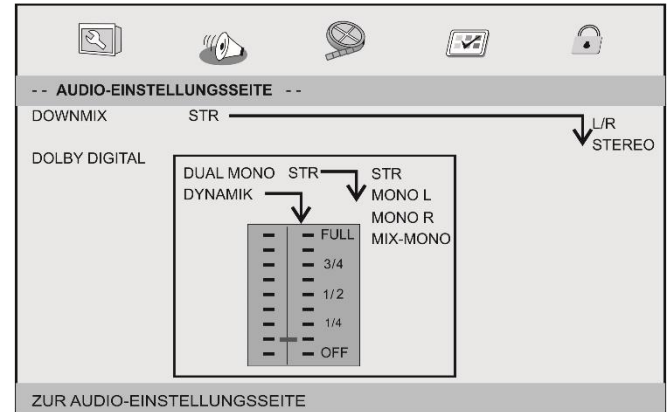 -- AUDIO-EINSTELLUNGSSEITE --
DOWNMIX STR L/R
STEREO
DOLBY DIGITAL
DUAL MONO STR STR
DYNAMIK MONO L
MONO R
MIX-MONO
FULL
3/4
1/2
1/4
OFF
ZUR AUDIO-EINSTELLUNGSSEITE